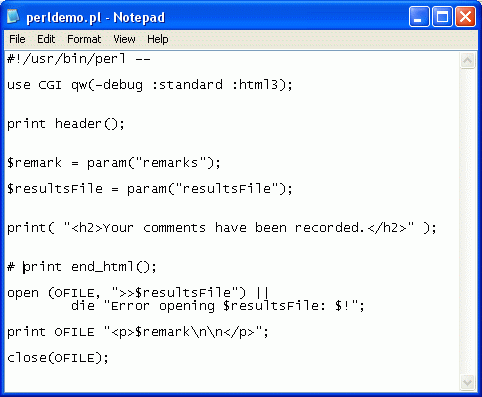 perldemo.pl - Notepad
File Edit Format View Help
#!/usr/bin/perl --
use CGI qw(-debug :standard :html3);
print header();
$remark = param("remarks");
$resultsFile = param("resultsFile");
print( "<h2>Your comments have been recorded.</h2>" );
# print end_html();
open (OFILE, ">>$resultsFile") ||
        die "Error opening $resultsFile: $!";
print OFILE "<p>$remark\n\n</p>";
close(OFILE);